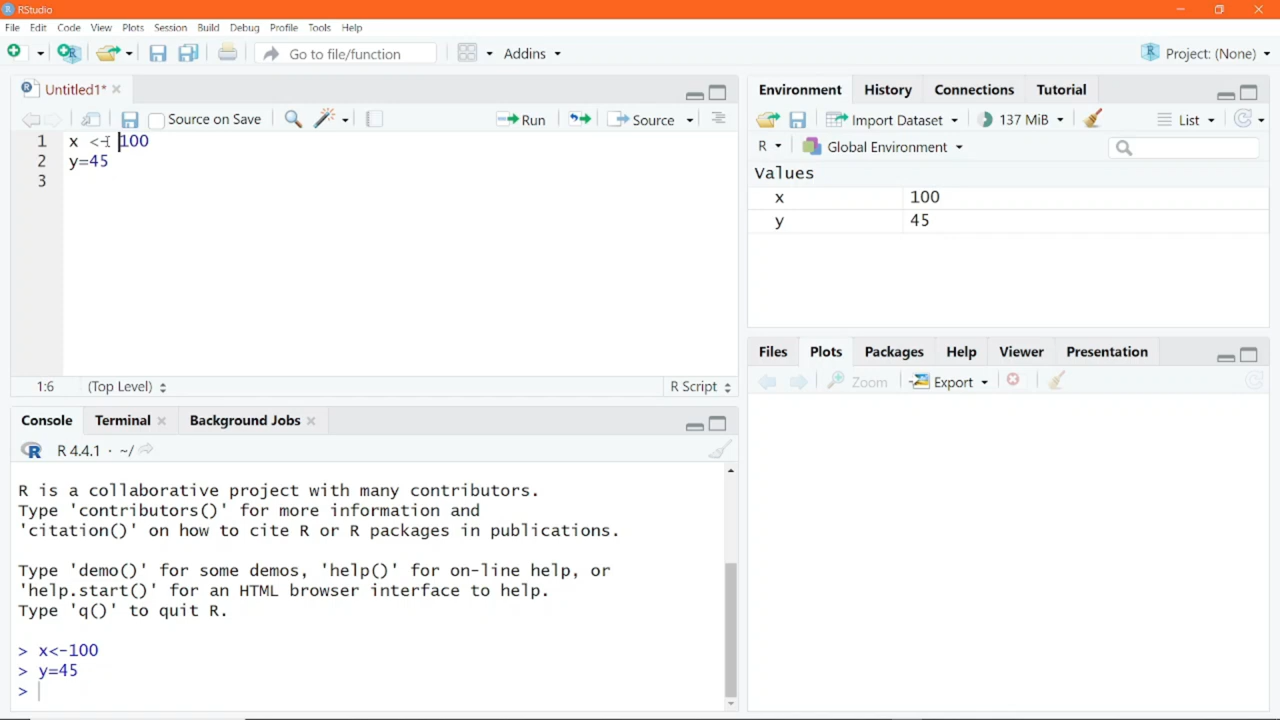 RStudio
File Edit Code View Plots Session Build Debug Profile Tools Help
Go to file/function Addins Project: (None)
Untitled1*
Source on Save Run Source
1 x <- 100
2 y=45
3
1:6 (Top Level) R Script
Console Terminal Background Jobs
R 4.4.1 · ~/
R is a collaborative project with many contributors.
Type 'contributors()' for more information and
'citation()' on how to cite R or R packages in publications.
Type 'demo()' for some demos, 'help()' for on-line help, or
'help.start()' for an HTML browser interface to help.
Type 'q()' to quit R.
> x<-100
> y=45
>
Environment History Connections Tutorial
Import Dataset 137 MiB List
R Global Environment
Values
x 100
y 45
Files Plots Packages Help Viewer Presentation
Zoom Export